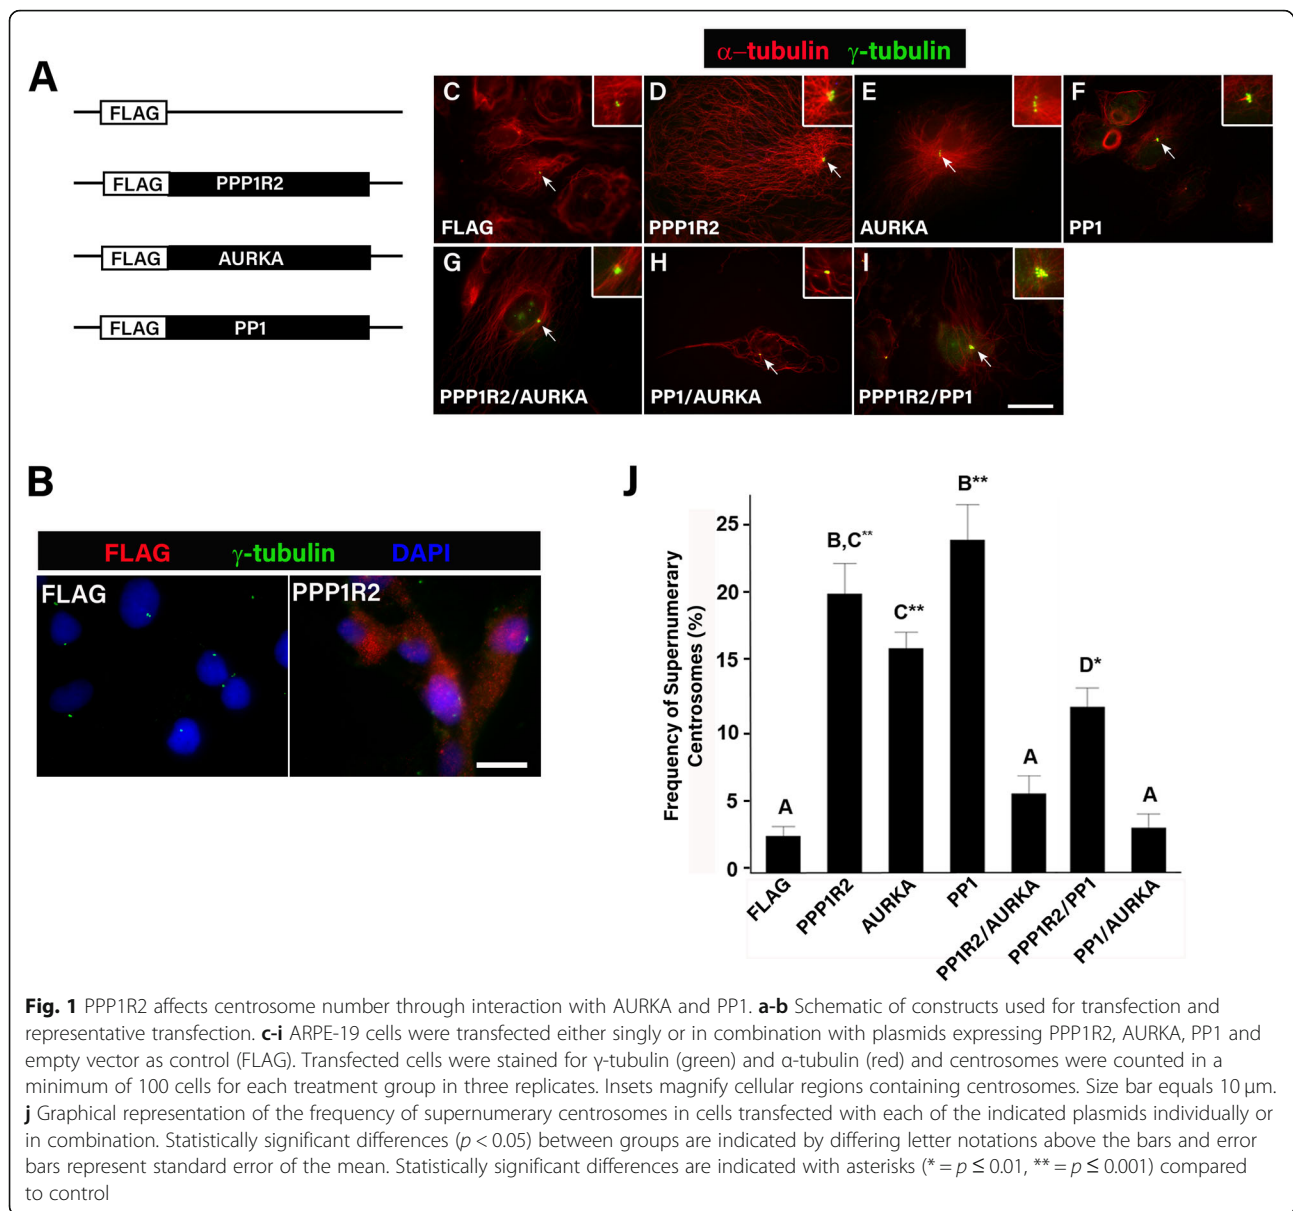 A
FLAG
FLAG PPP1R2
FLAG AURKA
FLAG PP1
α–tubulin γ-tubulin
C
FLAG
D
PPP1R2
E
AURKA
F
PP1
G
PPP1R2/AURKA
H
PP1/AURKA
I
PPP1R2/PP1
B
FLAG γ-tubulin DAPI
FLAG
PPP1R2
J
Frequency of Supernumerary
Centrosomes (%)
25
20
15
10
5
0
A
B,C**
C**
B**
A
D*
A
FLAG
PPP1R2
AURKA
PP1
PP1R2/AURKA
PPP1R2/PP1
PP1/AURKA
Fig. 1 PPP1R2 affects centrosome number through interaction with AURKA and PP1. a-b Schematic of constructs used for transfection and
representative transfection. c-i ARPE-19 cells were transfected either singly or in combination with plasmids expressing PPP1R2, AURKA, PP1 and
empty vector as control (FLAG). Transfected cells were stained for γ-tubulin (green) and α-tubulin (red) and centrosomes were counted in a
minimum of 100 cells for each treatment group in three replicates. Insets magnify cellular regions containing centrosomes. Size bar equals 10 μm.
j Graphical representation of the frequency of supernumerary centrosomes in cells transfected with each of the indicated plasmids individually or
in combination. Statistically significant differences (p < 0.05) between groups are indicated by differing letter notations above the bars and error
bars represent standard error of the mean. Statistically significant differences are indicated with asterisks (* = p ≤ 0.01, ** = p ≤ 0.001) compared
to control